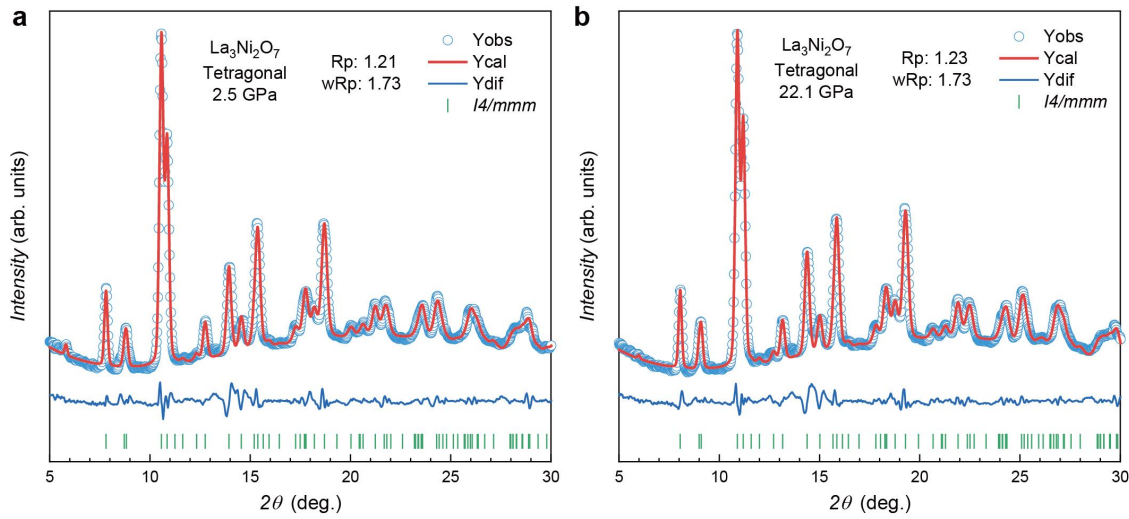 a
La₃Ni₂O₇
Tetragonal
2.5 GPa
Rp: 1.21
wRp: 1.73
Yobs
Ycal
Ydif
I4/mmm
Intensity (arb. units)
5 10 15 20 25 30
2θ (deg.)
b
La₃Ni₂O₇
Tetragonal
22.1 GPa
Rp: 1.23
wRp: 1.73
Yobs
Ycal
Ydif
I4/mmm
Intensity (arb. units)
5 10 15 20 25 30
2θ (deg.)